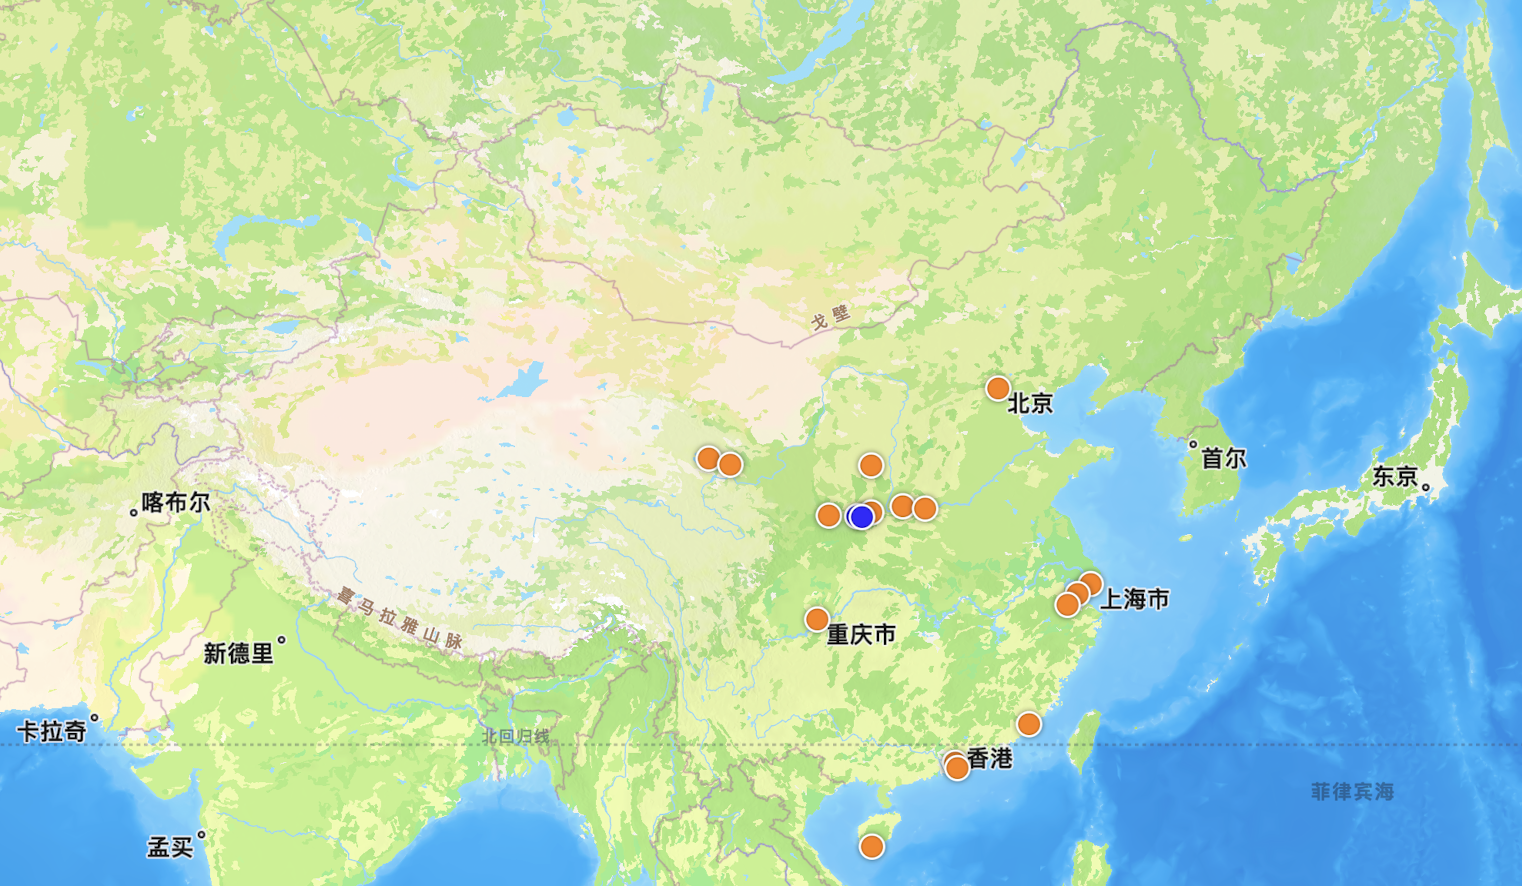 戈壁
北京
首尔
东京
喀布尔
喜马拉雅山脉
上海市
重庆市
新德里
卡拉奇
北回归线
香港
菲律宾海
孟买